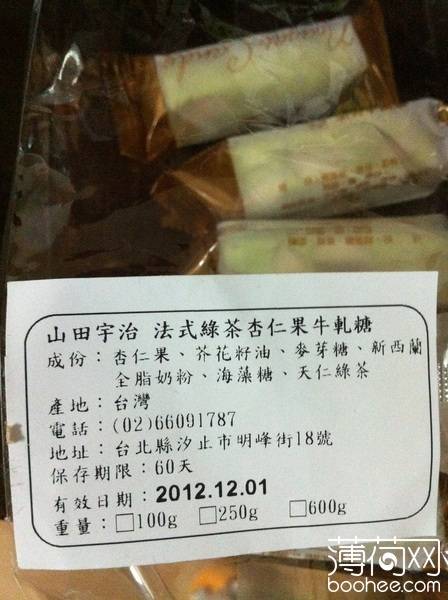 山田宇治 法式綠茶杏仁果牛軋糖
成份：杏仁果、芥花籽油、麥芽糖、新西蘭
全脂奶粉、海藻糖、天仁綠茶
產地：台灣
電話：(02)66091787
地址：台北縣汐止市明峰街18號
保存期限：60天
有效日期：2012.12.01
重量：□100g □250g □600g
薄荷网
boohee.com